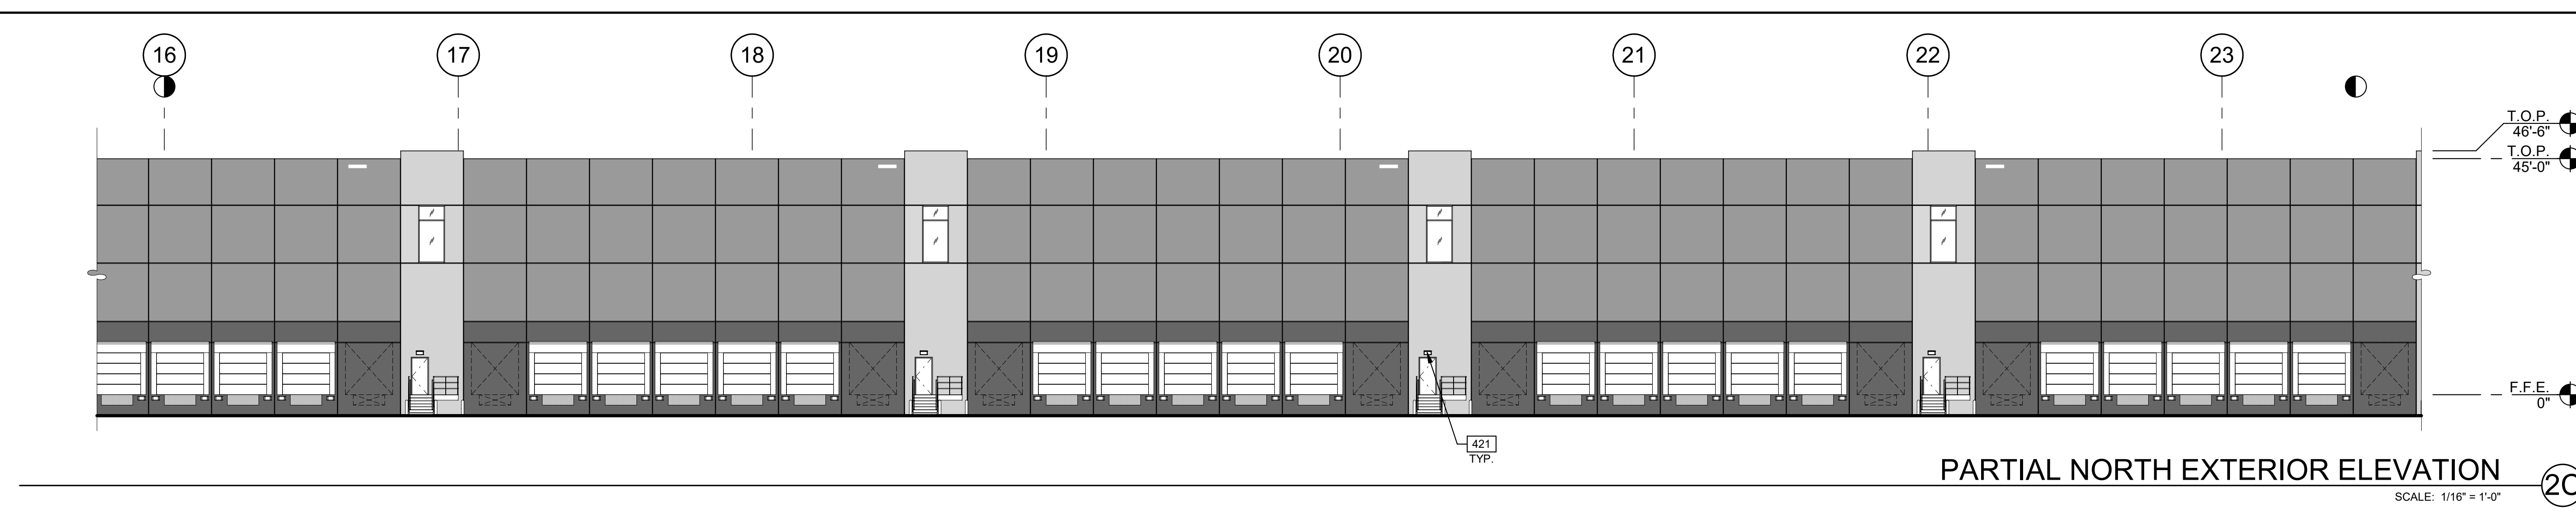 16 17 18 19 20 21 22 23
T.O.P.
46'-6"
T.O.P.
45'-0"
F.F.E.
0"
421
TYP.
PARTIAL NORTH EXTERIOR ELEVATION
SCALE: 1/16" = 1'-0"